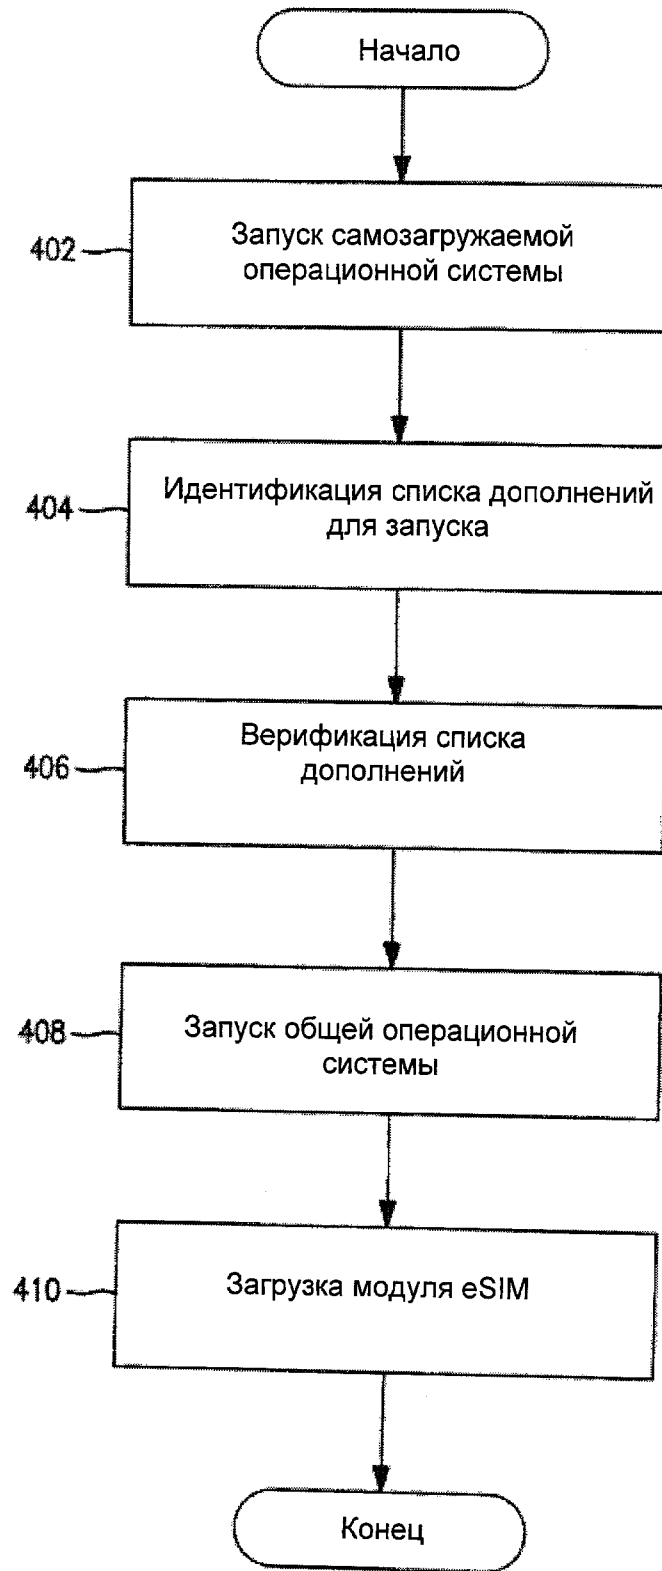 Начало
402
Запуск самозагружаемой
операционной системы
404
Идентификация списка дополнений
для запуска
406
Верификация списка
дополнений
408
Запуск общей операционной
системы
410
Загрузка модуля eSIM
Конец